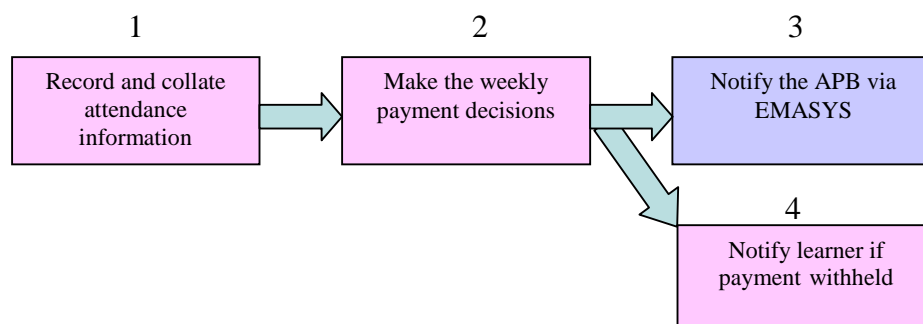 1
Record and collate
attendance
information
2
Make the weekly
payment decisions
3
Notify the APB via
EMASYS
4
Notify learner if
payment withheld